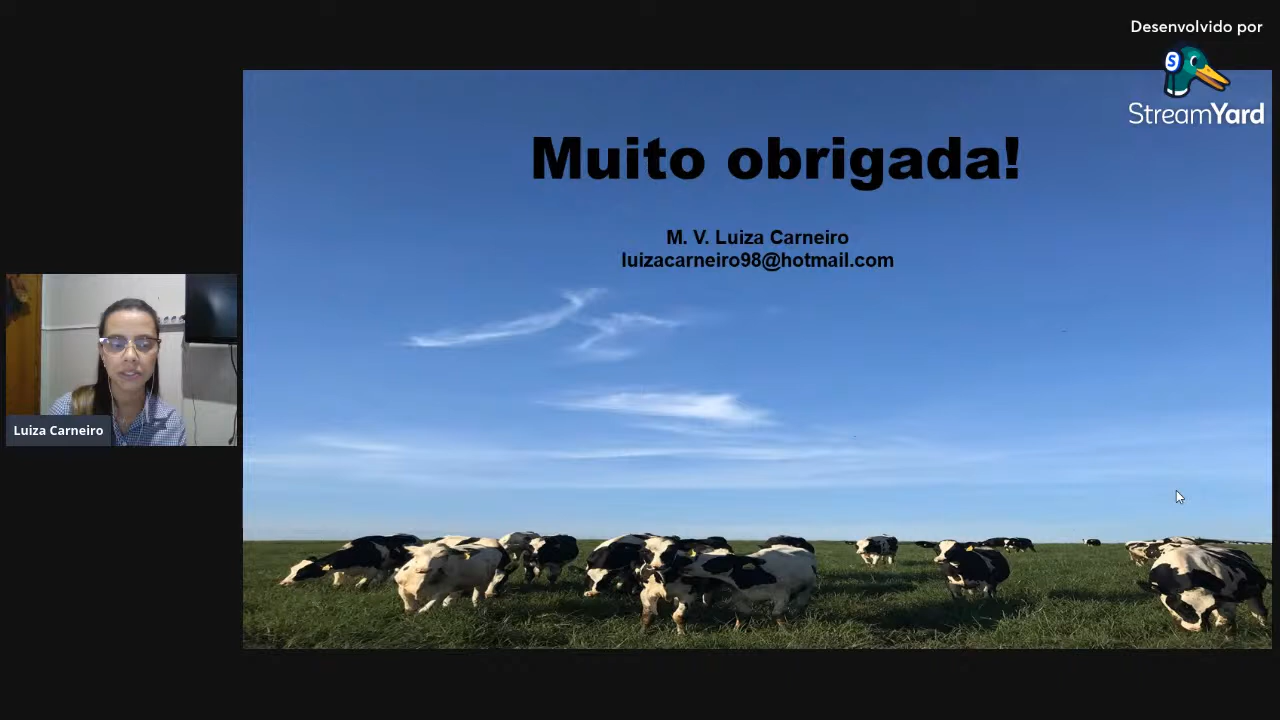 Desenvolvido por
S
StreamYard
Muito obrigada!
M. V. Luiza Carneiro
luizacarneiro98@hotmail.com
Luiza Carneiro